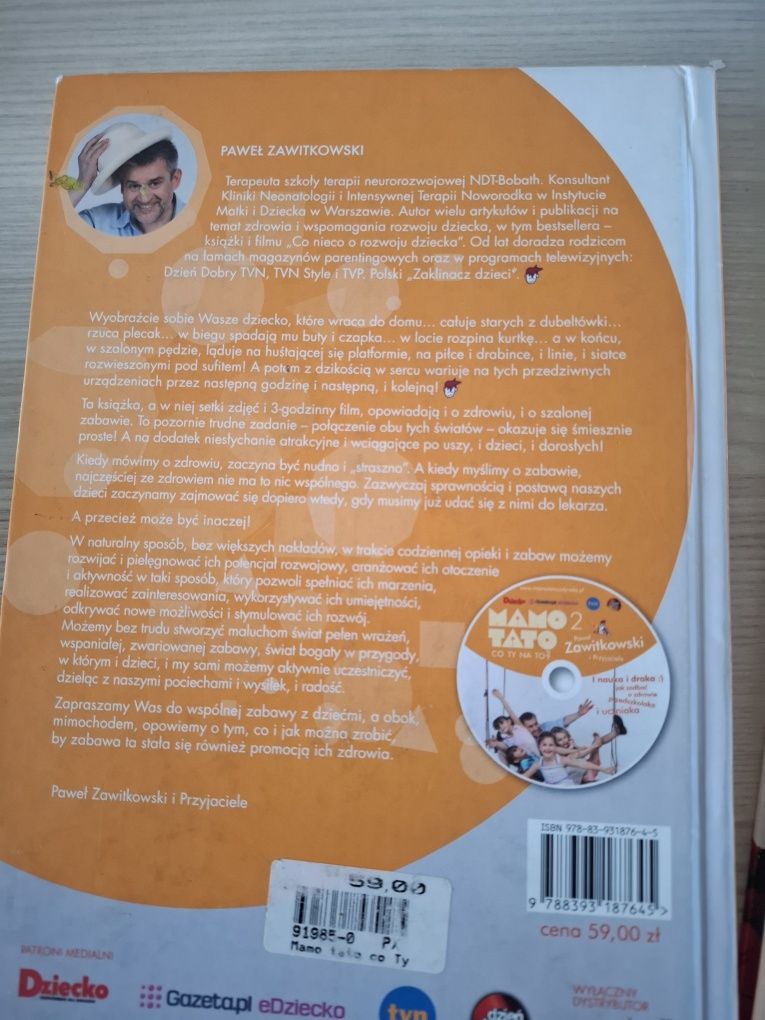 PAWEŁ ZAWITKOWSKI
Terapeuta szkoły terapii neurorozwojowej NDT-Bobath. Konsultant
Kliniki Neonatologii i Intensywnej Terapii Noworodka w Instytucie
Matki i Dziecka w Warszawie. Autor wielu artykułów i publikacji na
temat zdrowia i wspomagania rozwoju dziecka, w tym bestsellera –
książki i filmu „Co nieco o rozwoju dziecka". Od lat doradza rodzicom
na łamach magazynów parentingowych oraz w programach telewizyjnych:
Dzień Dobry TVN, TVN Style i TVP. Polski „Zaklinacz dzieci".
Wyobraźcie sobie Wasze dziecko, które wraca do domu... całuje starych z dubeltówki...
rzuca plecak... w biegu spadają mu buty i czapka... w locie rozpina kurtkę... a w końcu,
w szalonym pędzie, ląduje na huśtającej się platformie, na piłce i drabince, i linie, i siatce
rozwieszonymi pod sufitem! A potem z dzikością w sercu wariuje na tych przedziwnych
urządzeniach przez następną godzinę i następną, i kolejną!
Ta książka, a w niej setki zdjęć i 3-godzinny film, opowiadają i o zdrowiu, i o szalonej
zabawie. To pozornie trudne zadanie – połączenie obu tych światów – okazuje się śmiesznie
proste! A na dodatek niesłychanie atrakcyjne i wciągające po uszy, i dzieci, i dorosłych!
Kiedy mówimy o zdrowiu, zaczyna być nudno i „straszno". A kiedy myślimy o zabawie,
najczęściej ze zdrowiem nie ma to nic wspólnego. Zazwyczaj sprawnością i postawą naszych
dzieci zaczynamy zajmować się dopiero wtedy, gdy musimy już udać się z nimi do lekarza.
A przecież może być inaczej!
W naturalny sposób, bez większych nakładów, w trakcie codziennej opieki i zabaw możemy
rozwijać i pielęgnować ich potencjał rozwojowy, aranżować ich otoczenie
i aktywność w taki sposób, który pozwoli spełniać ich marzenia,
realizować zainteresowania, wykorzystywać ich umiejętności,
odkrywać nowe możliwości i stymulować ich rozwój.
Możemy bez trudu stworzyć maluchom świat pełen wrażeń,
wspaniałej, zwariowanej zabawy, świat bogaty w przygody,
w którym i dzieci, i my sami możemy aktywnie uczestniczyć,
dzieląc z naszymi pociechami i wysiłek, i radość.
Zapraszamy Was do wspólnej zabawy z dziećmi, a obok,
mimochodem, opowiemy o tym, co i jak można zrobić,
by zabawa ta stała się również promocją ich zdrowia.
Paweł Zawitkowski i Przyjaciele
Dziecko
tvn
MAMO 2
TATO
CO TY NA TO?
Paweł
Zawitkowski
i Przyjaciele
I nauka i draka :)
jak zadbać
o zdrowie
przedszkolaka
i uczniaka
ISBN 978-83-931876-4-5
9 788393 187645 >
cena 59,00 zł
59,00
91985-0
Mamo tato co Ty
PATRONI MEDIALNI
Dziecko
Gazeta.pl eDziecko
tvn
dzień
WYŁĄCZNY
DYSTRYBUTOR